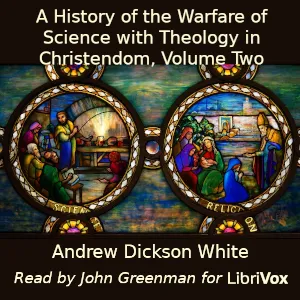 A History of the Warfare of
Science with Theology in
Christendom, Volume Two
SCIEN
RELIGION
Andrew Dickson White
Read by John Greenman for LibriVox